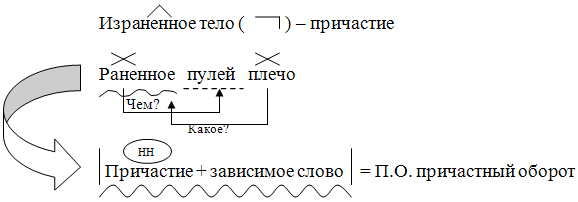 Израненное тело ( ) – причастие
Раненное пулей плечо
Чем?
Какое?
нн
Причастие + зависимое слово = П.О. причастный оборот